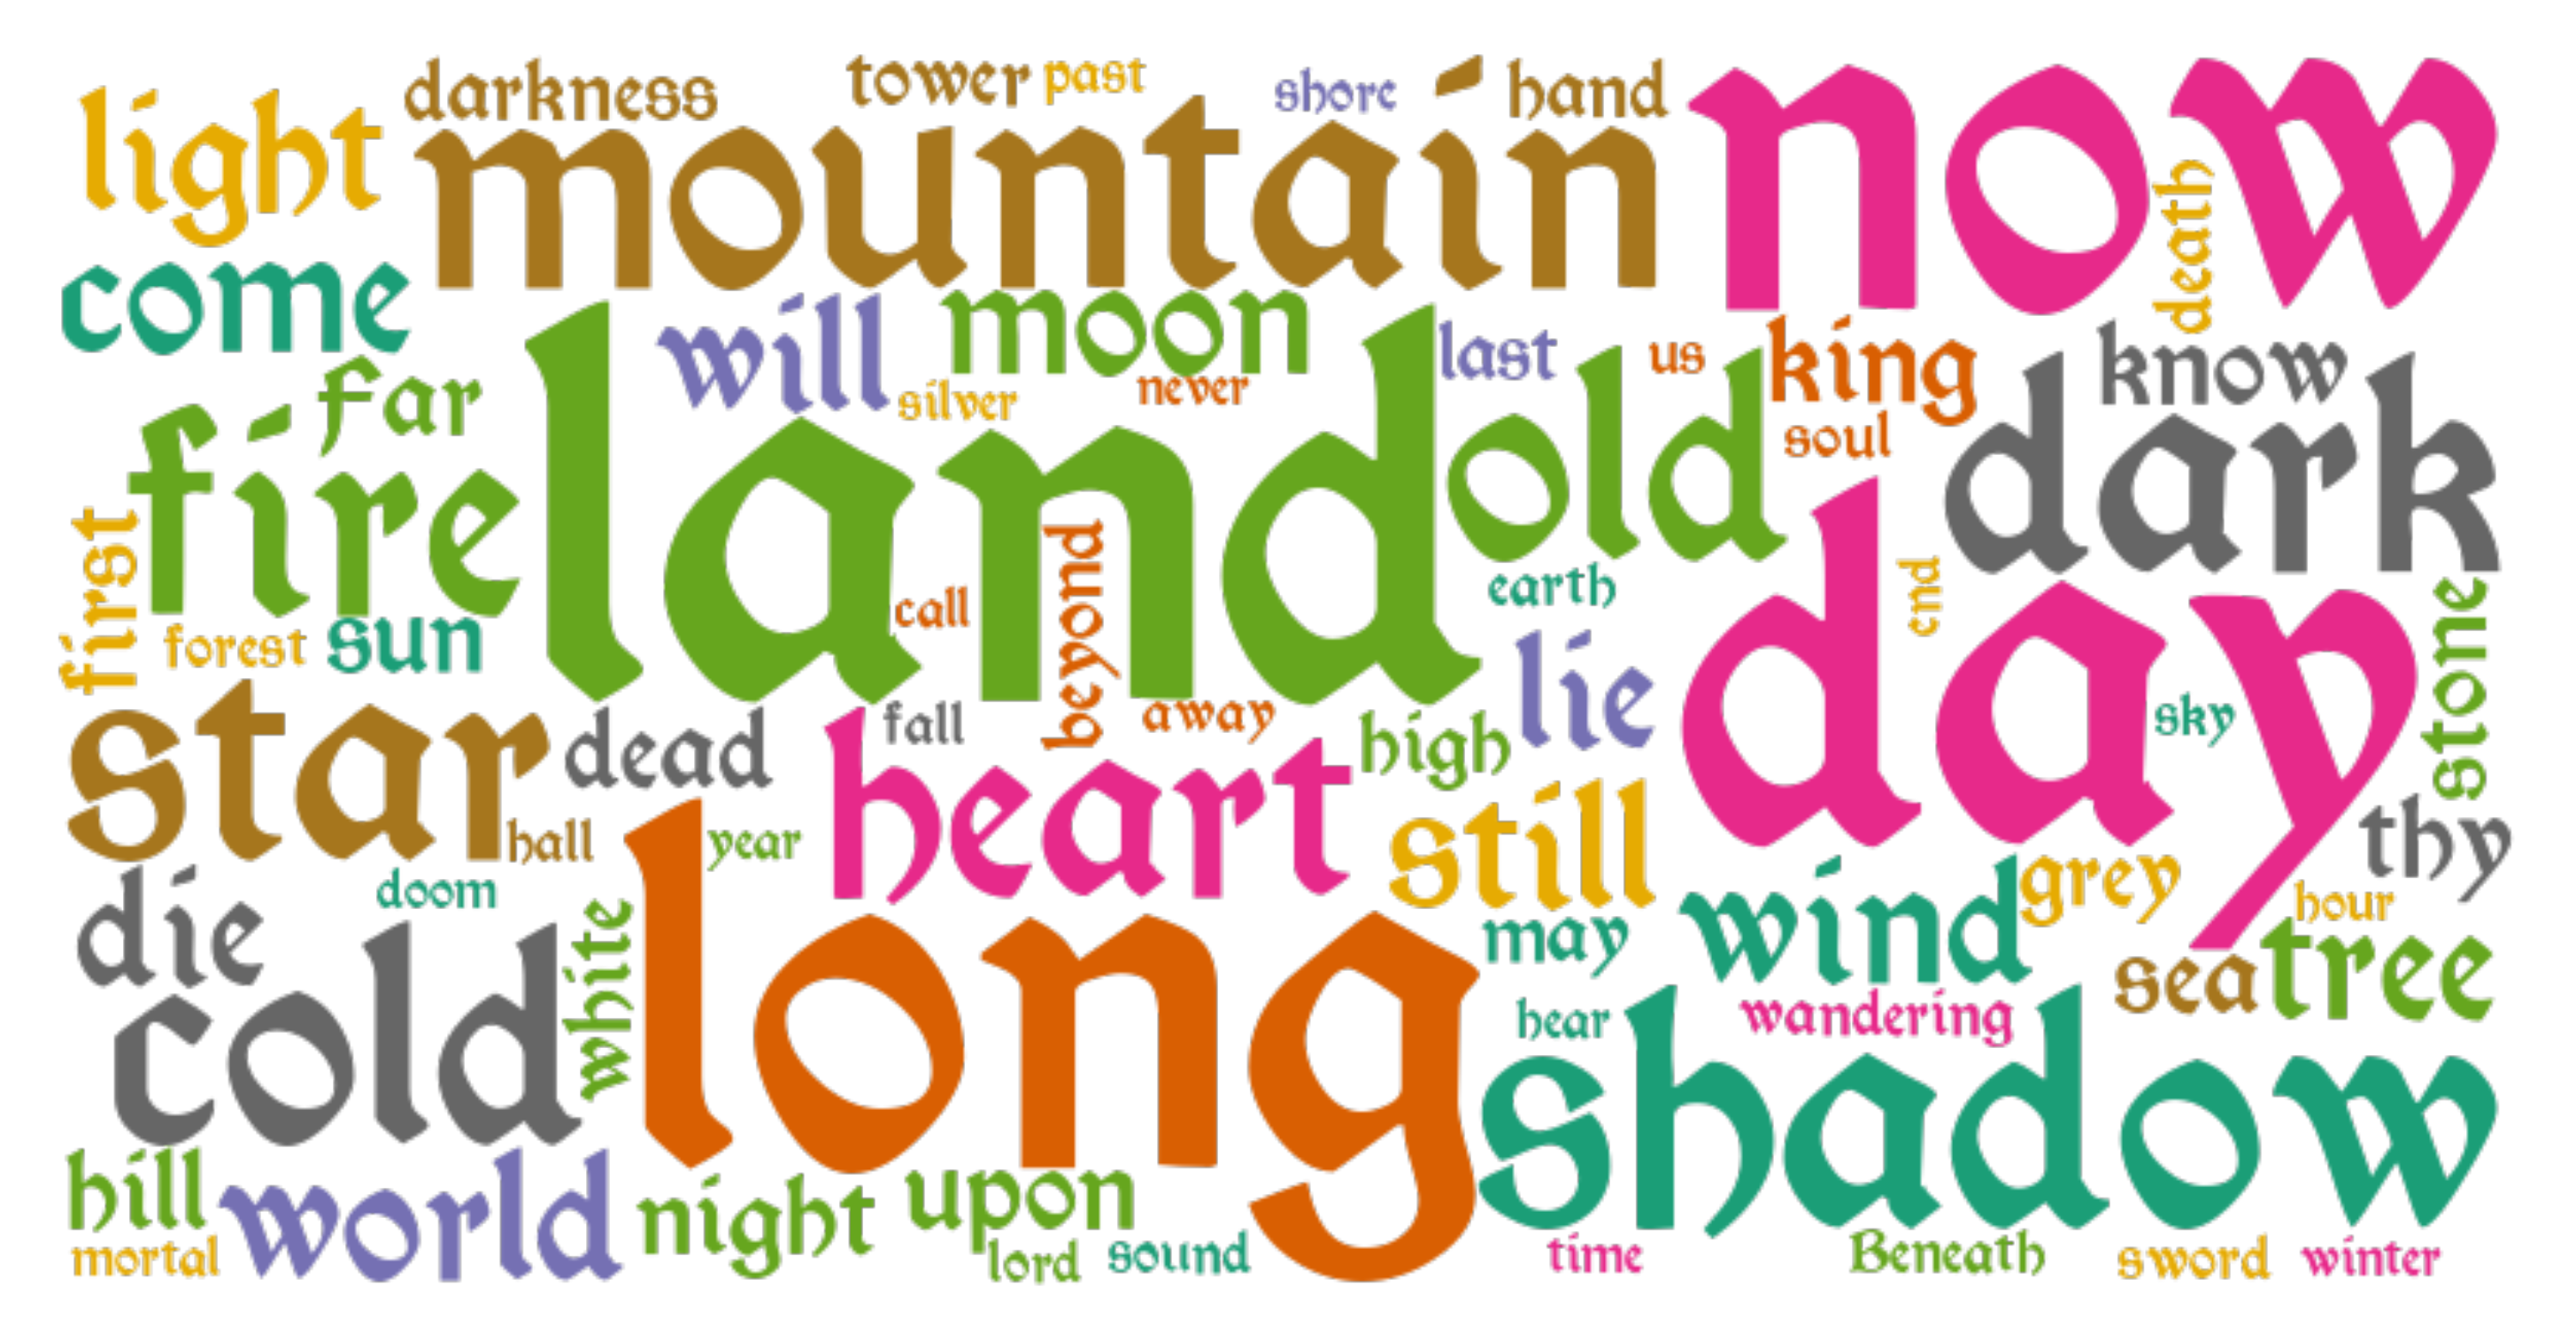 light
darkness
tower
past
shore
hand
now
mountain
death
come
will
moon
last
us
king
know
far
silver
never
soul
fire
land
old
dark
first
beyond
call
earth
end
day
stone
forest
sun
lie
star
dead
fall
away
high
sky
heart
still
thy
hall
long
year
die
doom
white
wind
grey
hour
may
sea
tree
cold
hear
wandering
shadow
hill
world
night
upon
mortal
lord
sound
time
Beneath
sword
winter